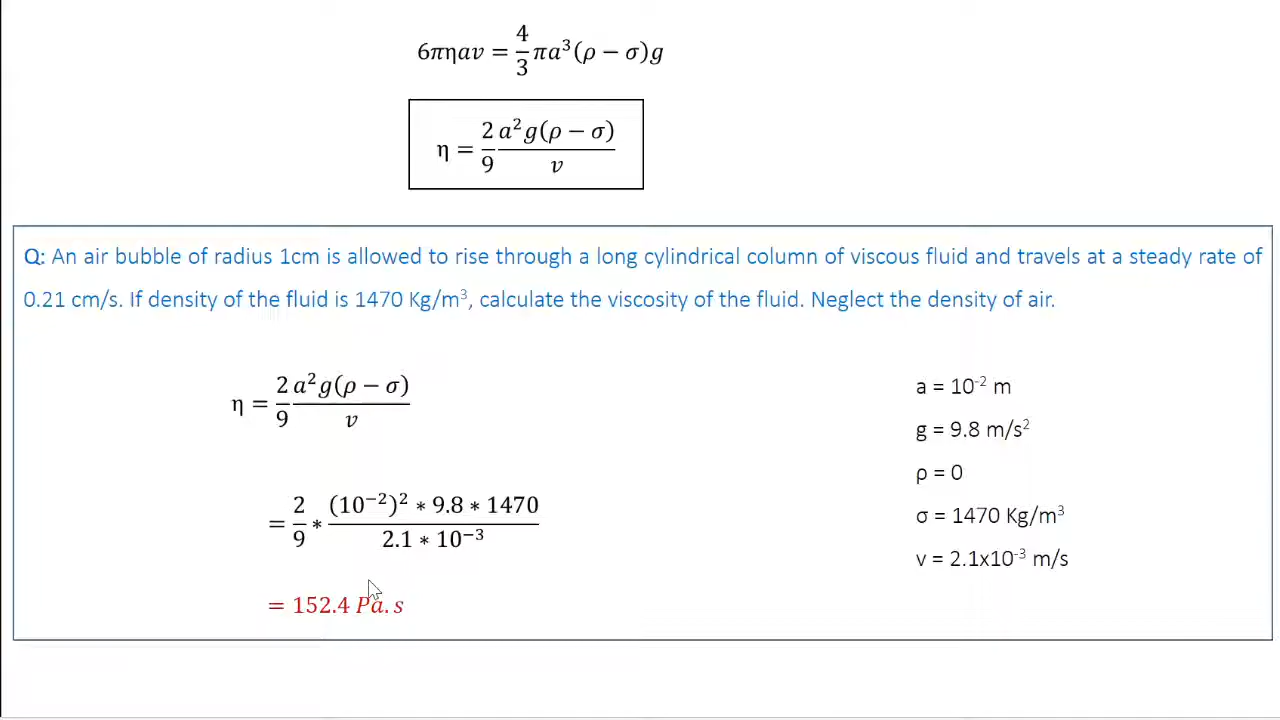 6πηav = 4/3 πa³(ρ − σ)g
η = 2/9 a²g(ρ − σ)/v
Q: An air bubble of radius 1cm is allowed to rise through a long cylindrical column of viscous fluid and travels at a steady rate of
0.21 cm/s. If density of the fluid is 1470 Kg/m³, calculate the viscosity of the fluid. Neglect the density of air.
η = 2/9 a²g(ρ − σ)/v
= 2/9 * (10⁻²)² * 9.8 * 1470/2.1 * 10⁻³
= 152.4 Pa.s
a = 10⁻² m
g = 9.8 m/s²
ρ = 0
σ = 1470 Kg/m³
v = 2.1x10⁻³ m/s